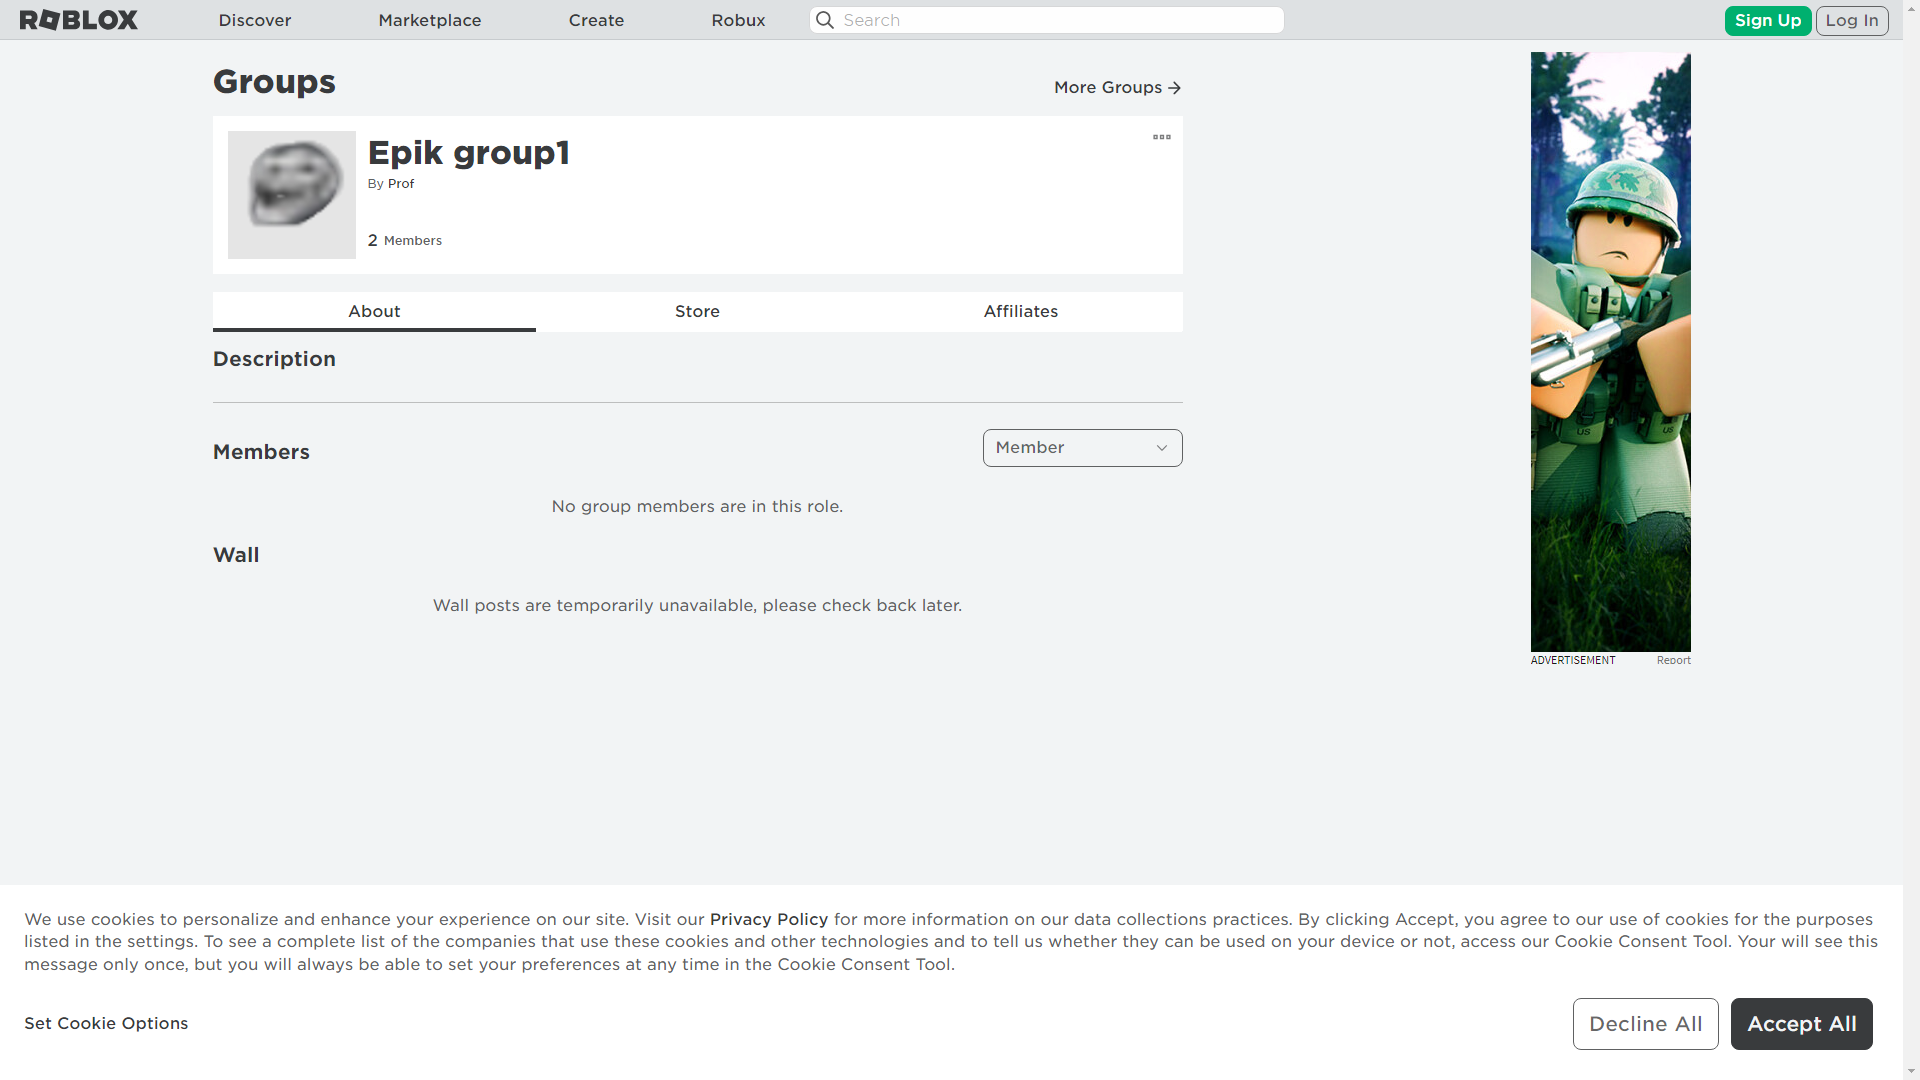 ROBLOX
Discover
Marketplace
Create
Robux
Search
Sign Up
Log In
Groups
More Groups →
Epik group1
By Prof
2 Members
About
Store
Affiliates
Description
Members
Member
No group members are in this role.
Wall
Wall posts are temporarily unavailable, please check back later.
US
US
ADVERTISEMENT
Report
We use cookies to personalize and enhance your experience on our site. Visit our Privacy Policy for more information on our data collections practices. By clicking Accept, you agree to our use of cookies for the purposes
listed in the settings. To see a complete list of the companies that use these cookies and other technologies and to tell us whether they can be used on your device or not, access our Cookie Consent Tool. Your will see this
message only once, but you will always be able to set your preferences at any time in the Cookie Consent Tool.
Set Cookie Options
Decline All
Accept All